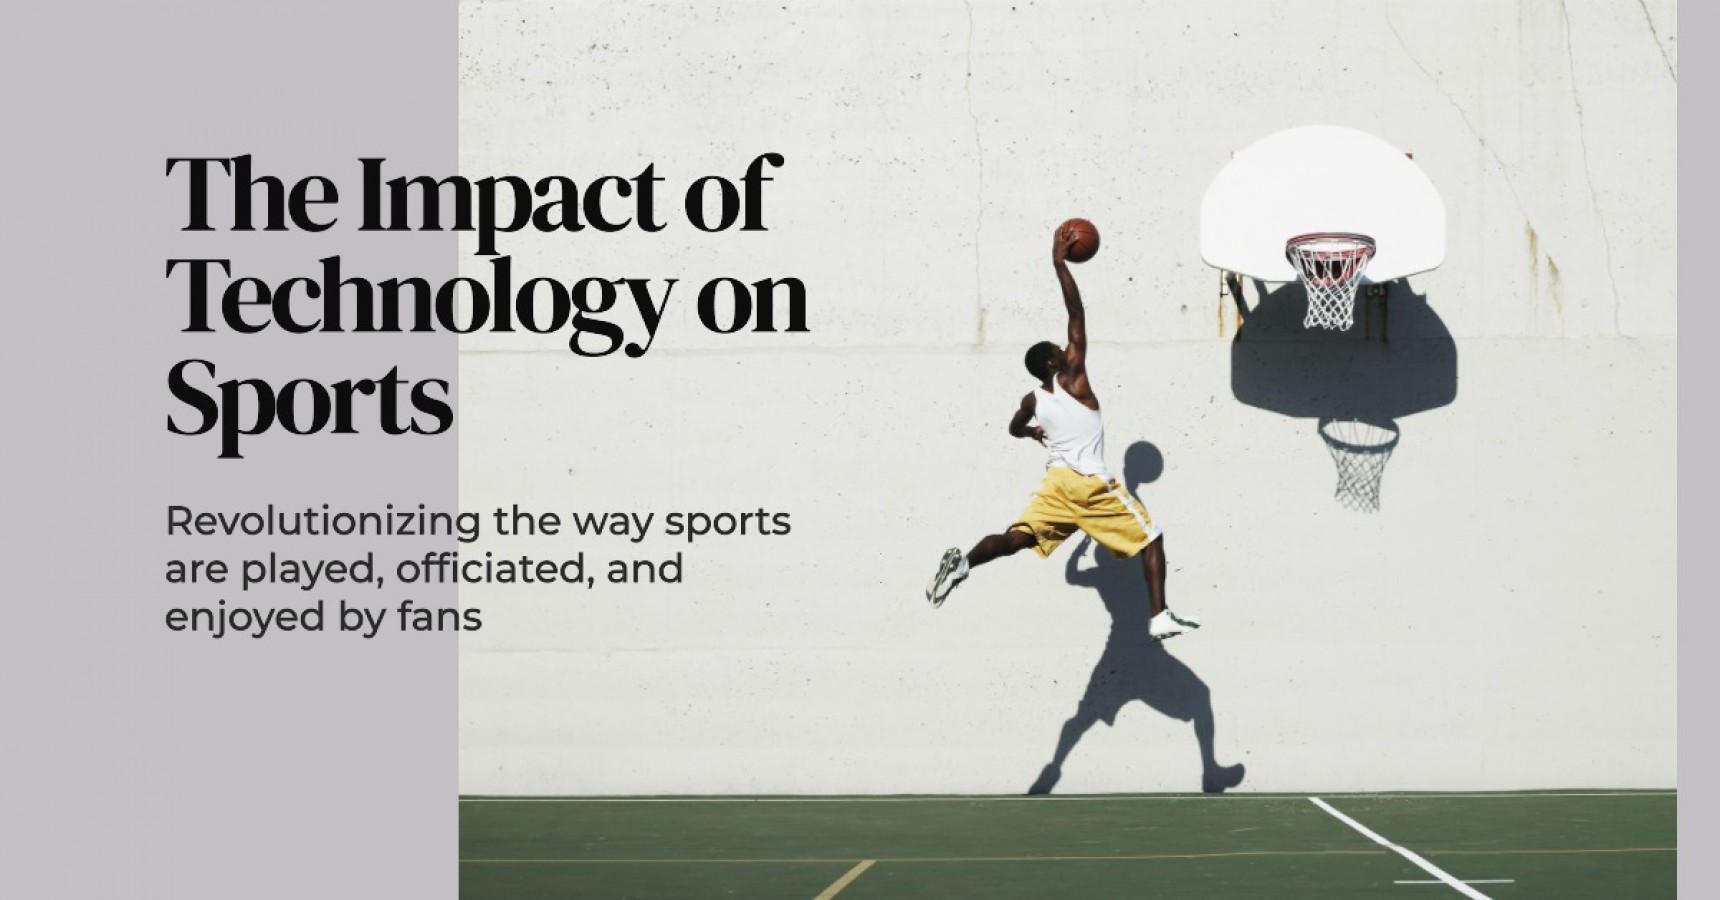 The Impact of
Technology on
Sports
Revolutionizing the way sports
are played, officiated, and
enjoyed by fans